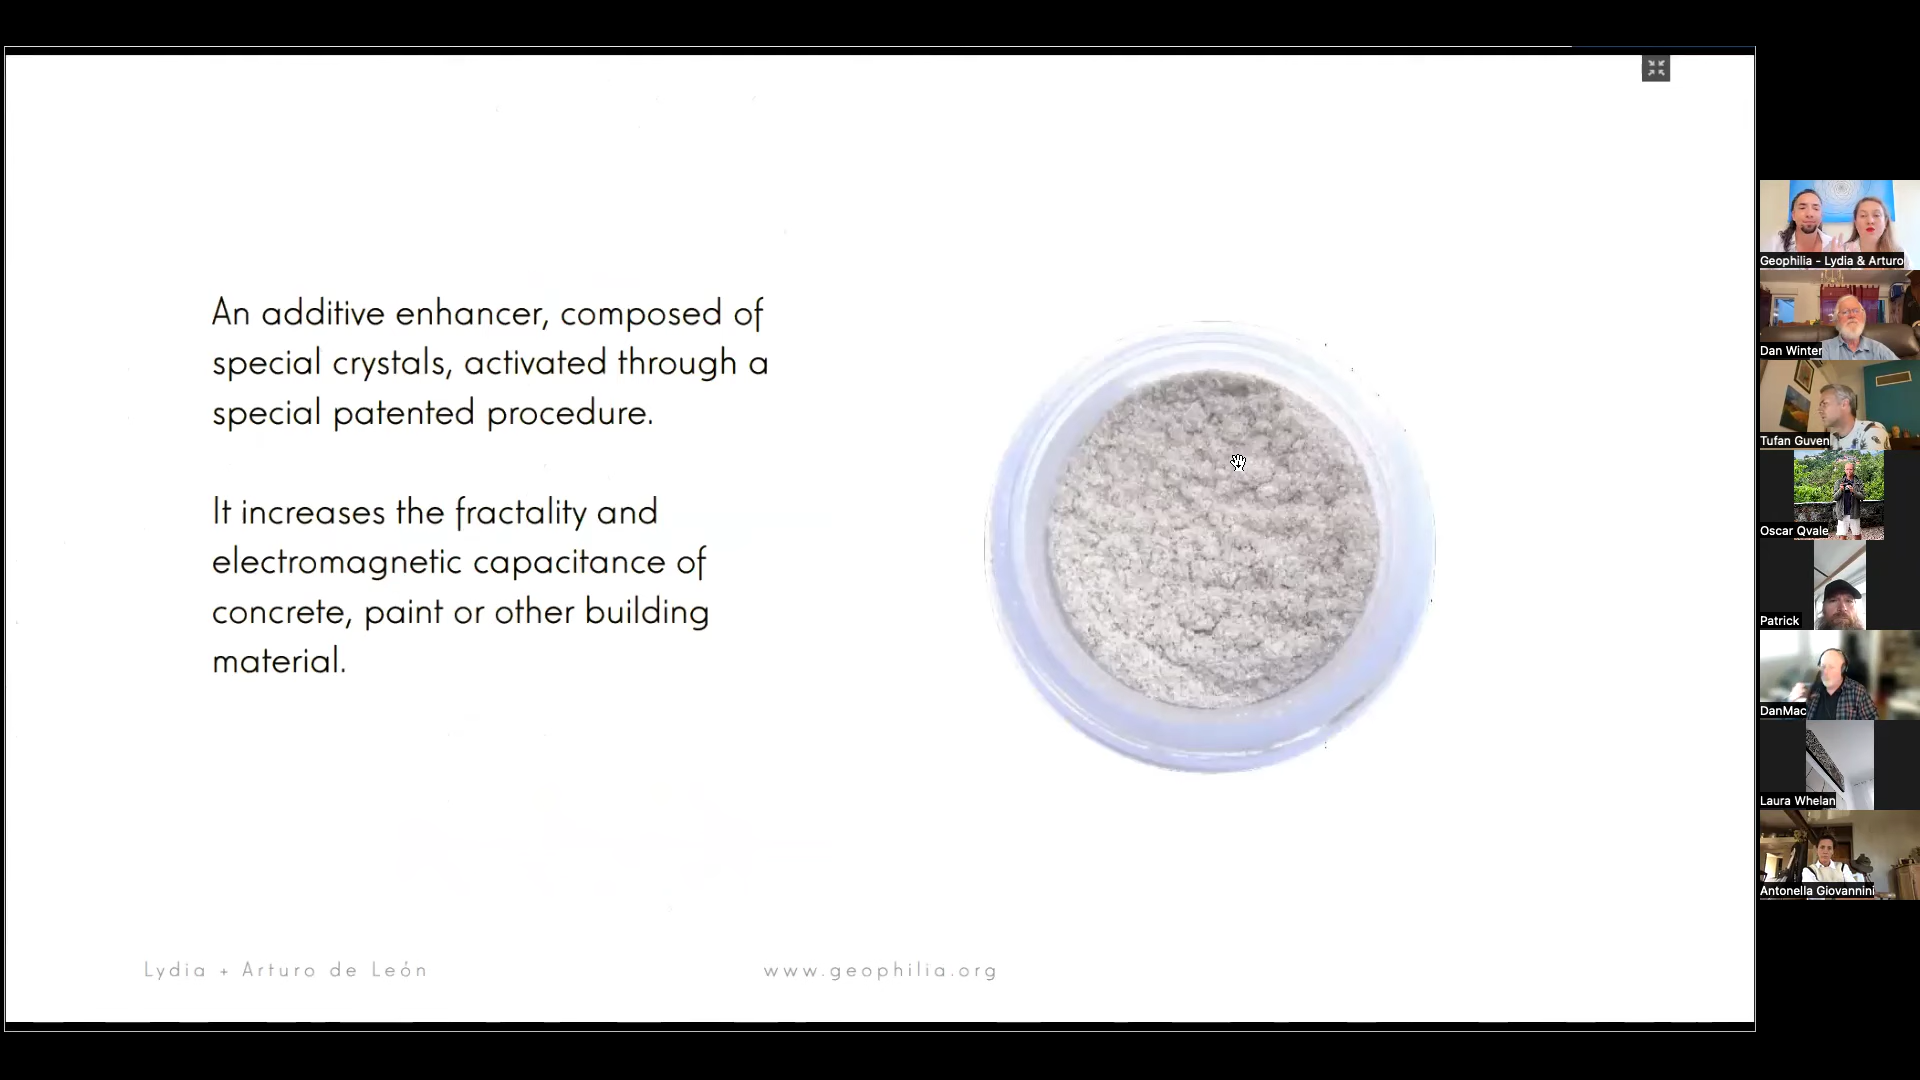 An additive enhancer, composed of
special crystals, activated through a
special patented procedure.
It increases the fractality and
electromagnetic capacitance of
concrete, paint or other building
material.
Lydia + Arturo de León
www.geophilia.org
Geophilia - Lydia & Arturo
Dan Winter
Tufan Guven
Oscar Qvale
Patrick
DanMac
Laura Whelan
Antonella Giovannini